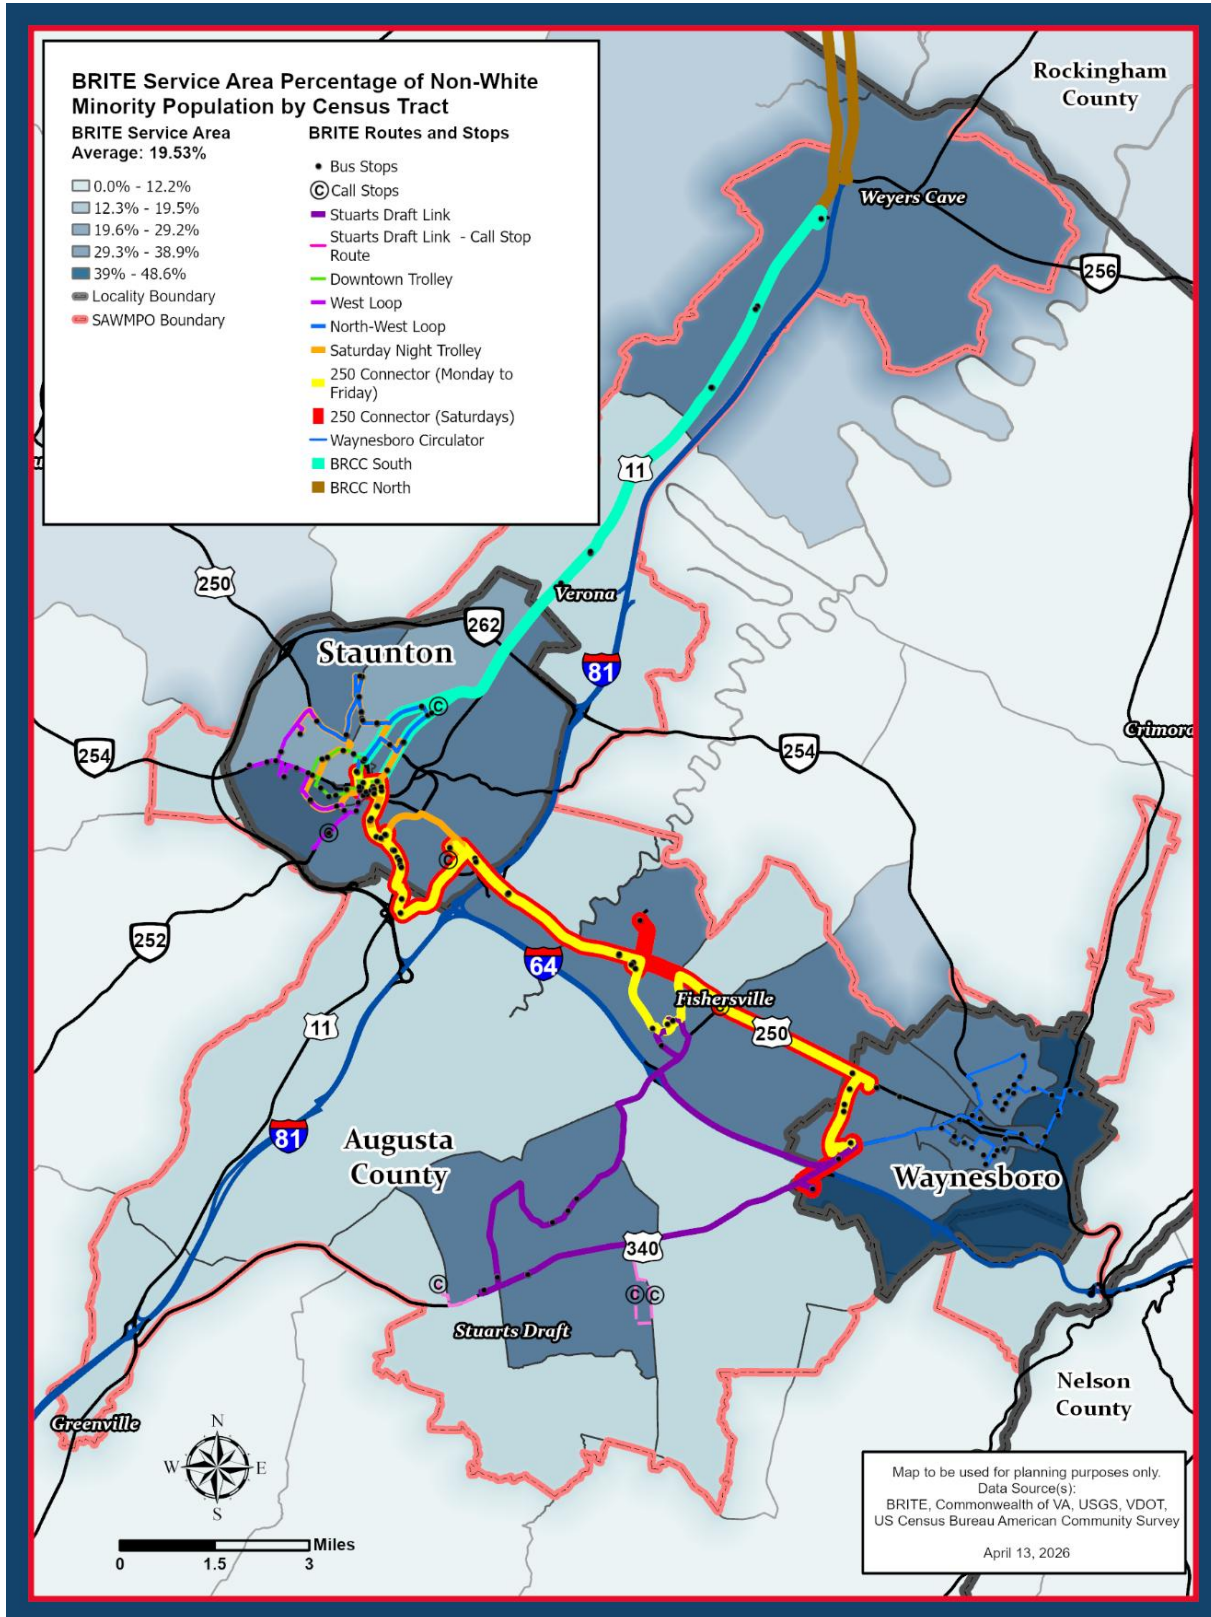 BRITE Service Area Percentage of Non-White
Minority Population by Census Tract
BRITE Service Area
Average: 19.53%
0.0% - 12.2%
12.3% - 19.5%
19.6% - 29.2%
29.3% - 38.9%
39% - 48.6%
Locality Boundary
SAWMPO Boundary
BRITE Routes and Stops
Bus Stops
C Call Stops
Stuarts Draft Link
Stuarts Draft Link - Call Stop
Route
Downtown Trolley
West Loop
North-West Loop
Saturday Night Trolley
250 Connector (Monday to
Friday)
250 Connector (Saturdays)
Waynesboro Circulator
BRCC South
BRCC North
Rockingham
County
Weyers Cave
256
11
250
Verona
262
Staunton
81
C
254
254
Crimora
C
C
252
64
Fishersville
250
11
81
Augusta
County
Waynesboro
340
C
C C
Stuarts Draft
Nelson
County
Greenville
N
W E
S
Miles
0 1.5 3
Map to be used for planning purposes only.
Data Source(s):
BRITE, Commonwealth of VA, USGS, VDOT,
US Census Bureau American Community Survey
April 13, 2026